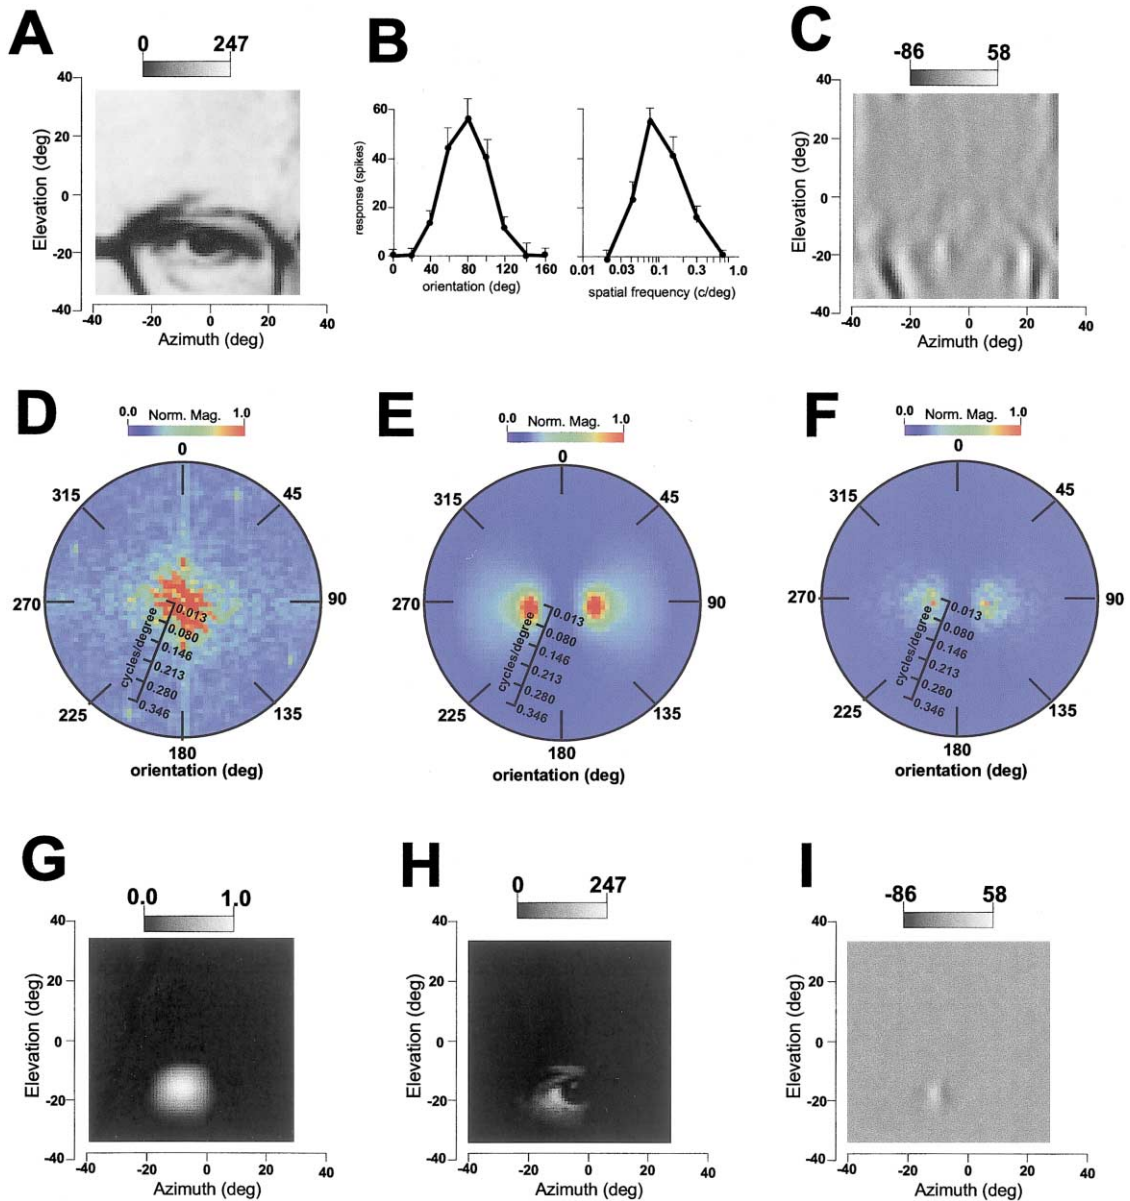 A
0 247
40
20
0
-20
-40
Elevation (deg)
-40 -20 0 20 40
Azimuth (deg)
B
60
40
20
0
response (spikes)
0 40 80 120 160
orientation (deg)
0.01 0.03 0.1 0.3 1.0
spatial frequency (c/deg)
C
-86 58
40
20
0
-20
-40
Elevation (deg)
-40 -20 0 20 40
Azimuth (deg)
D
0.0 Norm. Mag. 1.0
0
315 45
270 90
225 135
180
cycles/degree
0.013
0.080
0.146
0.213
0.280
0.346
orientation (deg)
E
0.0 Norm. Mag. 1.0
0
315 45
270 90
225 135
180
cycles/degree
0.013
0.080
0.146
0.213
0.280
0.346
orientation (deg)
F
0.0 Norm. Mag. 1.0
0
315 45
270 90
225 135
180
cycles/degree
0.013
0.080
0.146
0.213
0.280
0.346
orientation (deg)
G
0.0 1.0
40
20
0
-20
-40
Elevation (deg)
-40 -20 0 20 40
Azimuth (deg)
H
0 247
40
20
0
-20
-40
Elevation (deg)
-40 -20 0 20 40
Azimuth (deg)
I
-86 58
40
20
0
-20
-40
Elevation (deg)
-40 -20 0 20 40
Azimuth (deg)